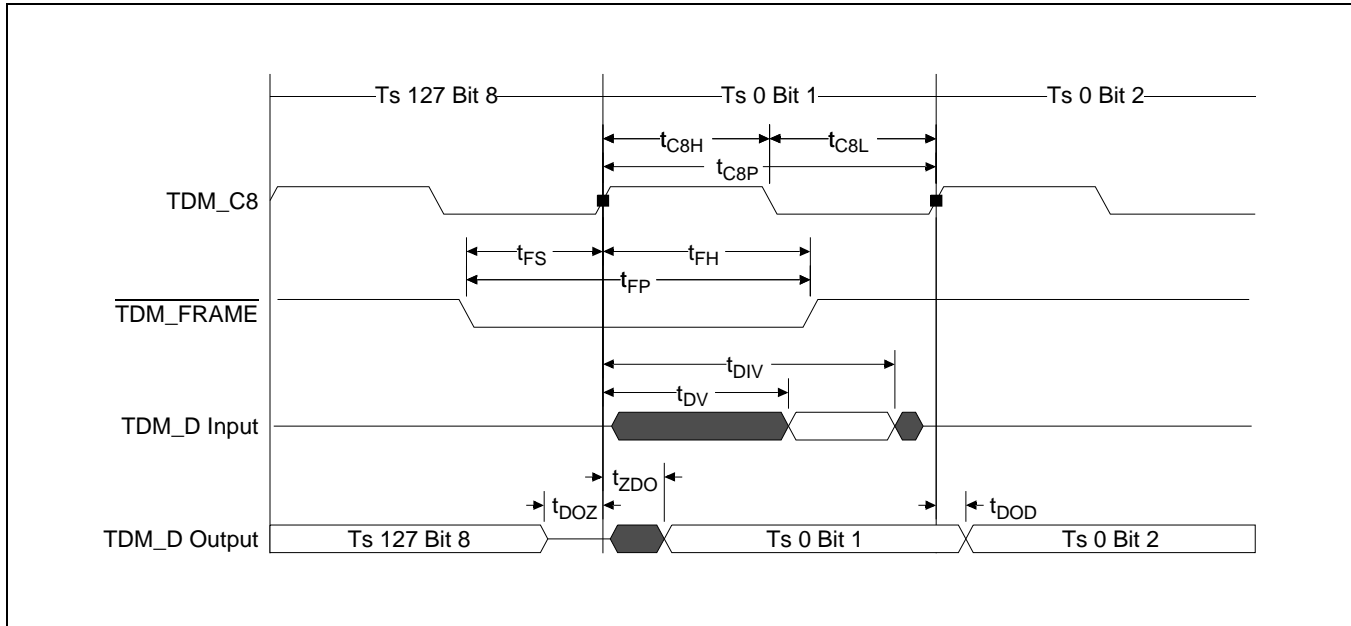 Ts 127 Bit 8 Ts 0 Bit 1 Ts 0 Bit 2
tC8H tC8L
tC8P
TDM_C8
tFS tFH
tFP
TDM_FRAME
tDIV
tDV
TDM_D Input
tZDO
tDOZ tDOD
TDM_D Output Ts 127 Bit 8 Ts 0 Bit 1 Ts 0 Bit 2